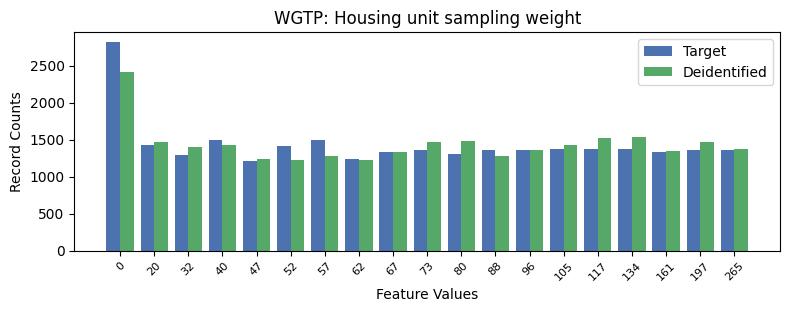 WGTP: Housing unit sampling weight
Target
Deidentified
Record Counts
2500
2000
1500
1000
500
0
0 20 32 40 47 52 57 62 67 73 80 88 96 105 117 134 161 197 265
Feature Values